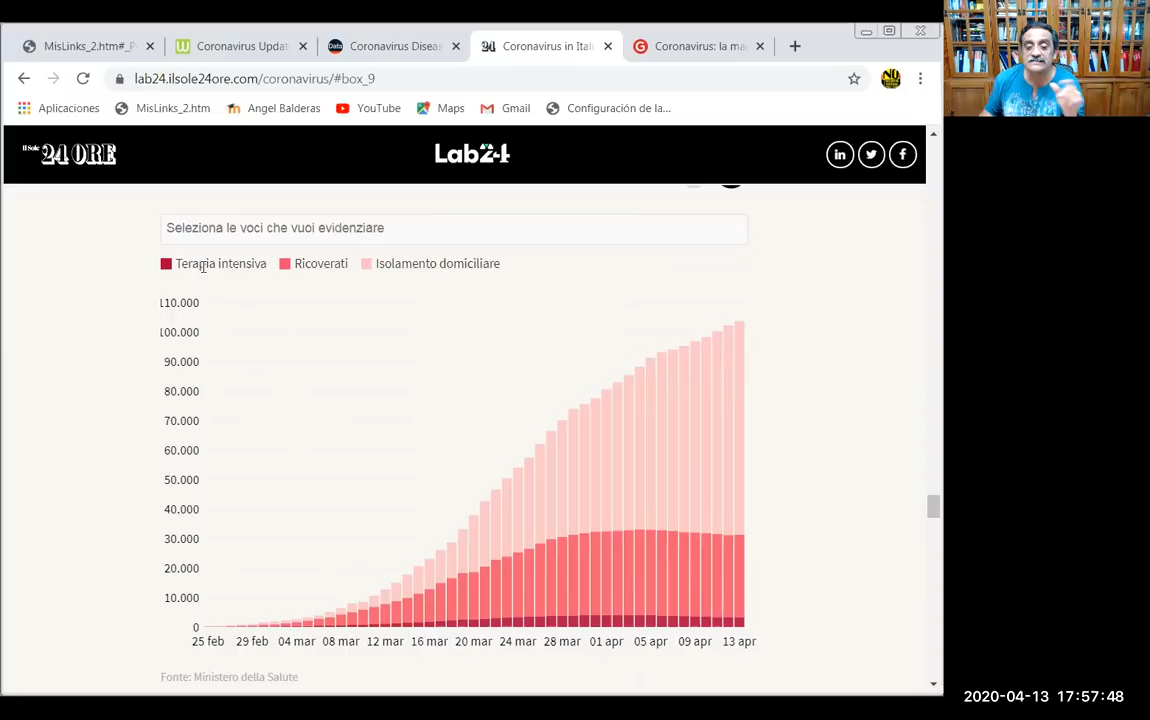 MisLinks_2.htm#_P
Coronavirus Updat
Data
Coronavirus Diseas
24
Coronavirus in Itali
Coronavirus: la ma
lab24.ilsole24ore.com/coronavirus/#box_9
Aplicaciones
MisLinks_2.htm
Angel Balderas
YouTube
Maps
Gmail
Configuración de la...
Il Sole 24 ORE
Lab24
Seleziona le voci che vuoi evidenziare
Terapia intensiva
Ricoverati
Isolamento domiciliare
110.000
100.000
90.000
80.000
70.000
60.000
50.000
40.000
30.000
20.000
10.000
0
25 feb 29 feb 04 mar 08 mar 12 mar 16 mar 20 mar 24 mar 28 mar 01 apr 05 apr 09 apr 13 apr
Fonte: Ministero della Salute
2020-04-13 17:57:48